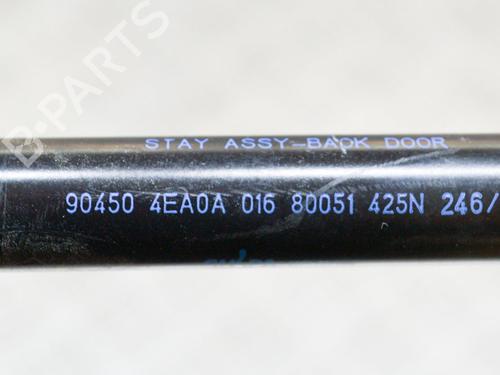 B-PARTS
STAY ASSY-BACK DOOR
90450 4EA0A 016 80051 425N 246/